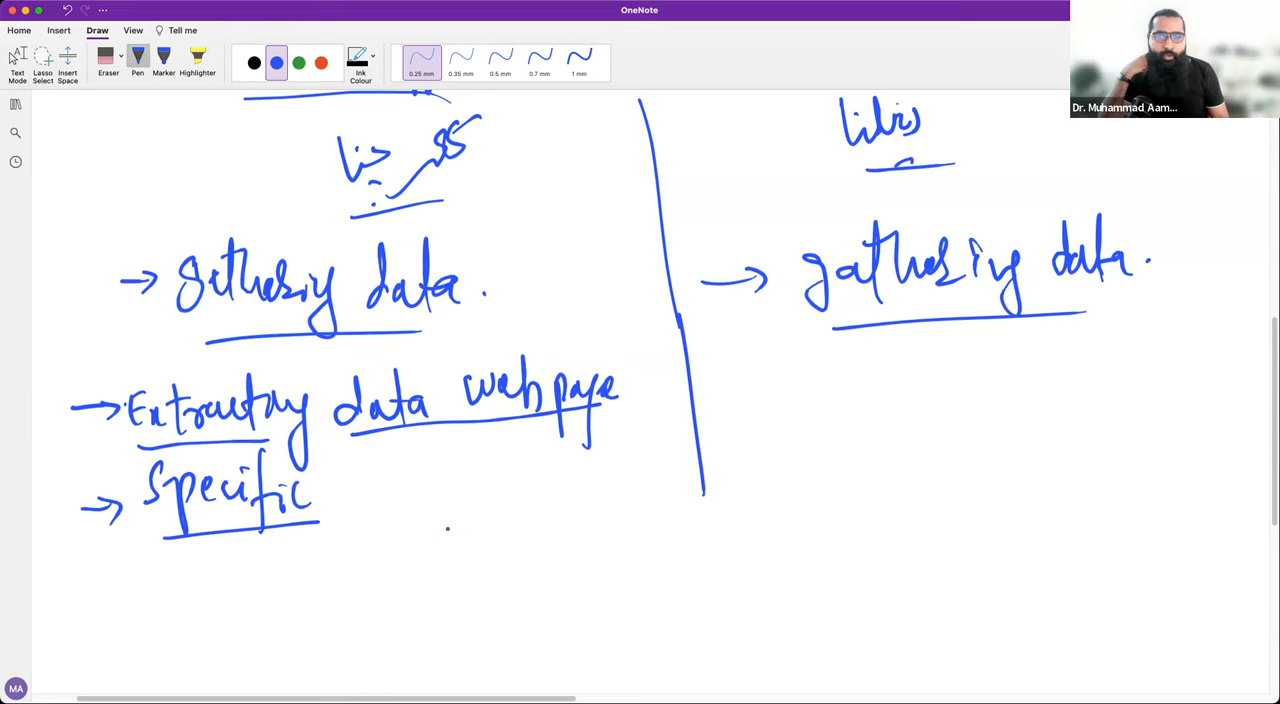 OneNote
Home Insert Draw View Tell me
Text Mode
Lasso Select
Insert Space
Eraser
Pen
Marker
Highlighter
Ink Colour
0.25 mm
0.35 mm
0.5 mm
0.7 mm
1 mm
Dr. Muhammad Aam...
→ gathering data.
→ Extracting data webpage
→ Specific
→ gathering data.
MA